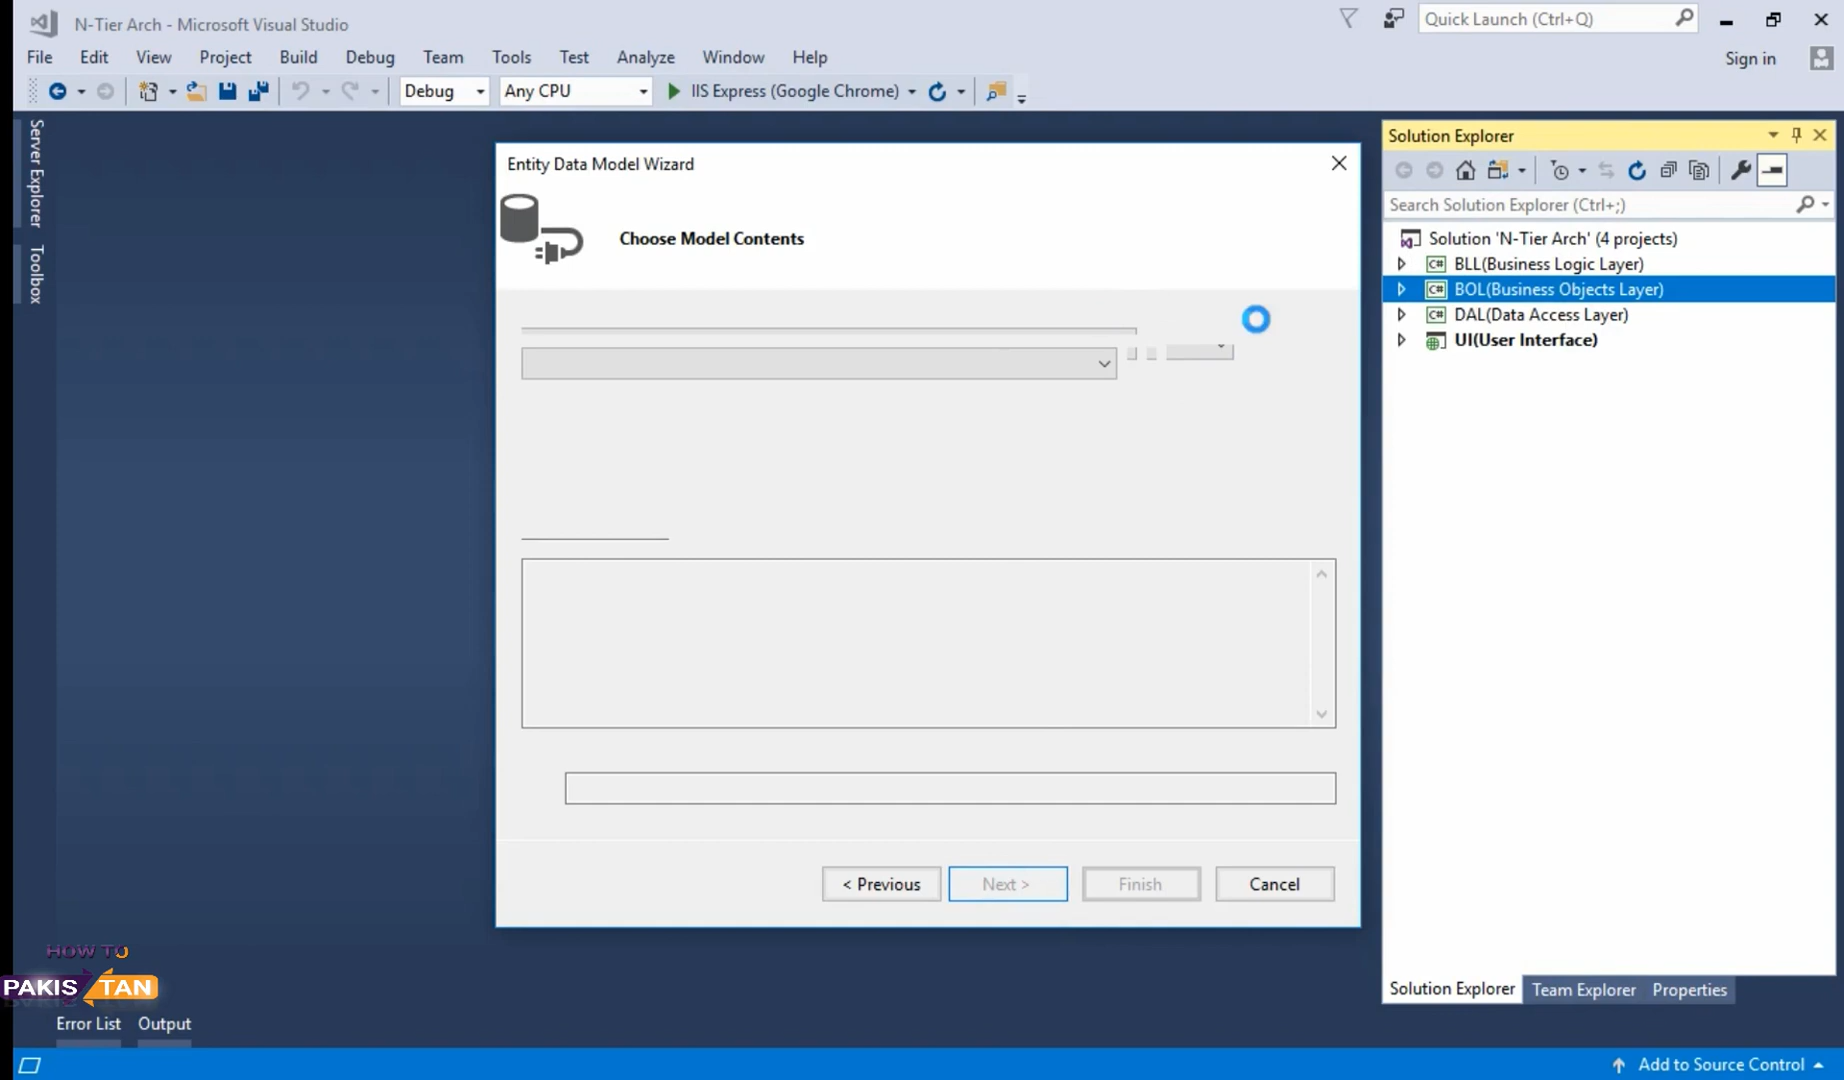 N-Tier Arch - Microsoft Visual Studio
Quick Launch (Ctrl+Q)
File Edit View Project Build Debug Team Tools Test Analyze Window Help
Sign in
Debug Any CPU IIS Express (Google Chrome)
Server Explorer
Toolbox
Entity Data Model Wizard
Choose Model Contents
< Previous Next > Finish Cancel
Solution Explorer
Search Solution Explorer (Ctrl+;)
Solution 'N-Tier Arch' (4 projects)
C# BLL(Business Logic Layer)
C# BOL(Business Objects Layer)
C# DAL(Data Access Layer)
UI(User Interface)
Solution Explorer Team Explorer Properties
HOW TO
PAKISTAN
Error List Output
Add to Source Control